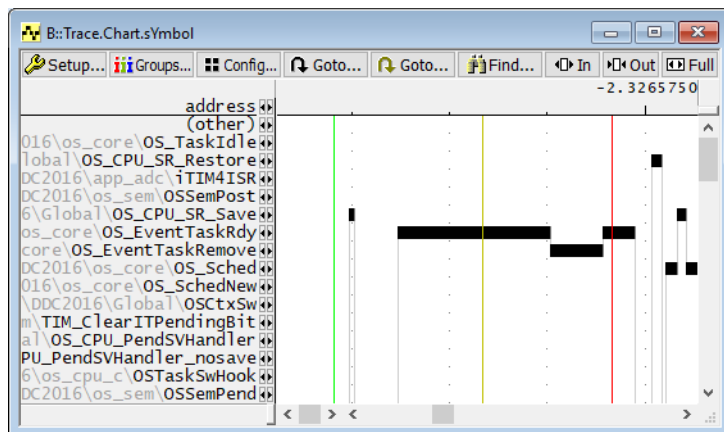 B::Trace.Chart.sYmbol
Setup... Groups... Config... Goto... Goto... Find... In Out Full
-2.3265750
address
(other)
016\os_core\OS_TaskIdle
lobal\OS_CPU_SR_Restore
DC2016\app_adc\iTIM4ISR
DC2016\os_sem\OSSemPost
6\Global\OS_CPU_SR_Save
os_core\OS_EventTaskRdy
core\OS_EventTaskRemove
DC2016\os_core\OS_Sched
016\os_core\OS_SchedNew
\DDC2016\Global\OSCtxSw
m\TIM_ClearITPendingBit
al\OS_CPU_PendSVHandler
PU_PendSVHandler_nosave
6\os_cpu_c\OSTaskSwHook
DC2016\os_sem\OSSemPend